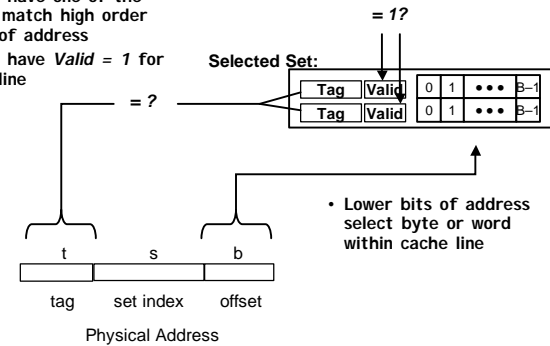 have one of the
match high order
of address
have Valid = 1 for
line
= 1?
Selected Set:
Tag Valid 0 1 • • • B–1
Tag Valid 0 1 • • • B–1
= ?
• Lower bits of address
select byte or word
within cache line
t s b
tag set index offset
Physical Address